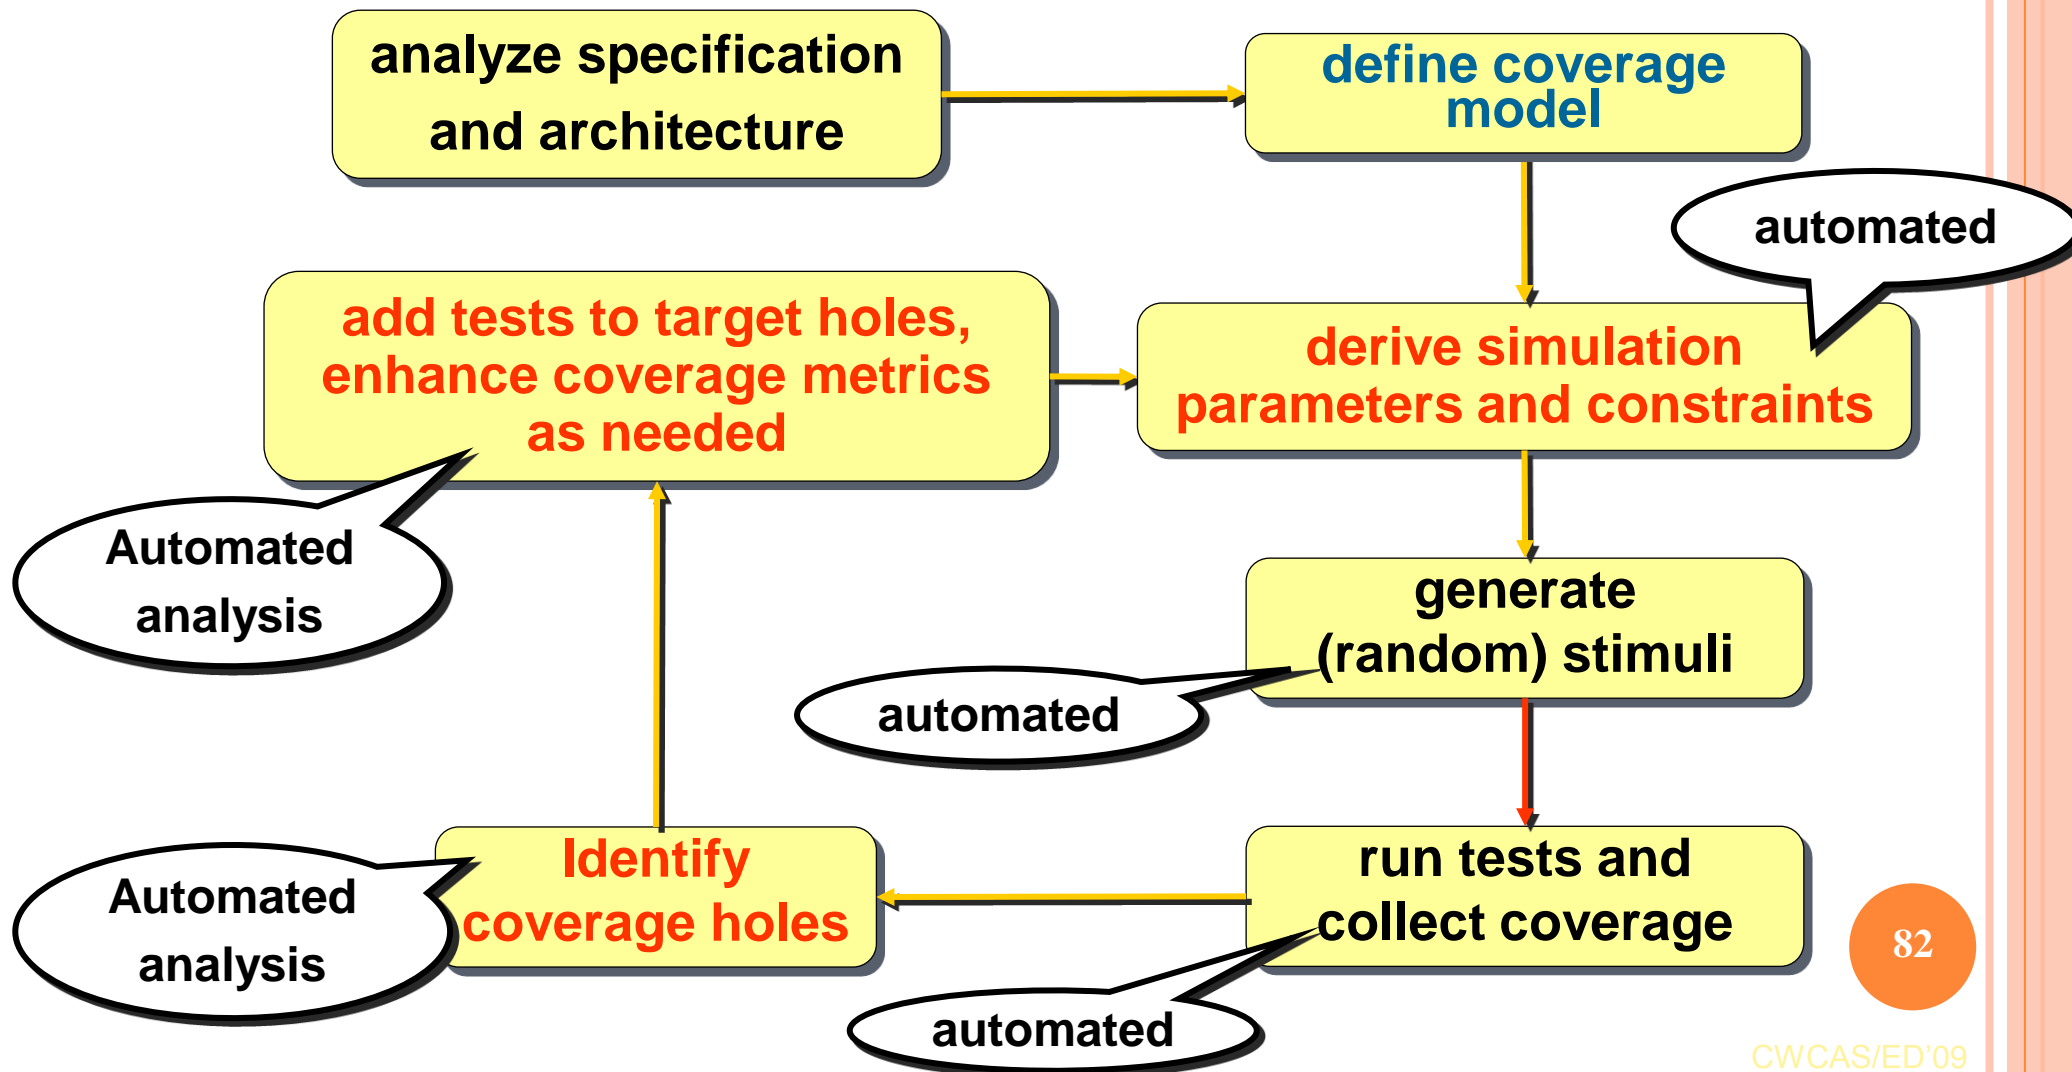 analyze specification
and architecture
define coverage
model
automated
add tests to target holes,
enhance coverage metrics
as needed
derive simulation
parameters and constraints
Automated
analysis
generate
(random) stimuli
automated
Identify
coverage holes
run tests and
collect coverage
Automated
analysis
automated
82
CWCAS/ED'09